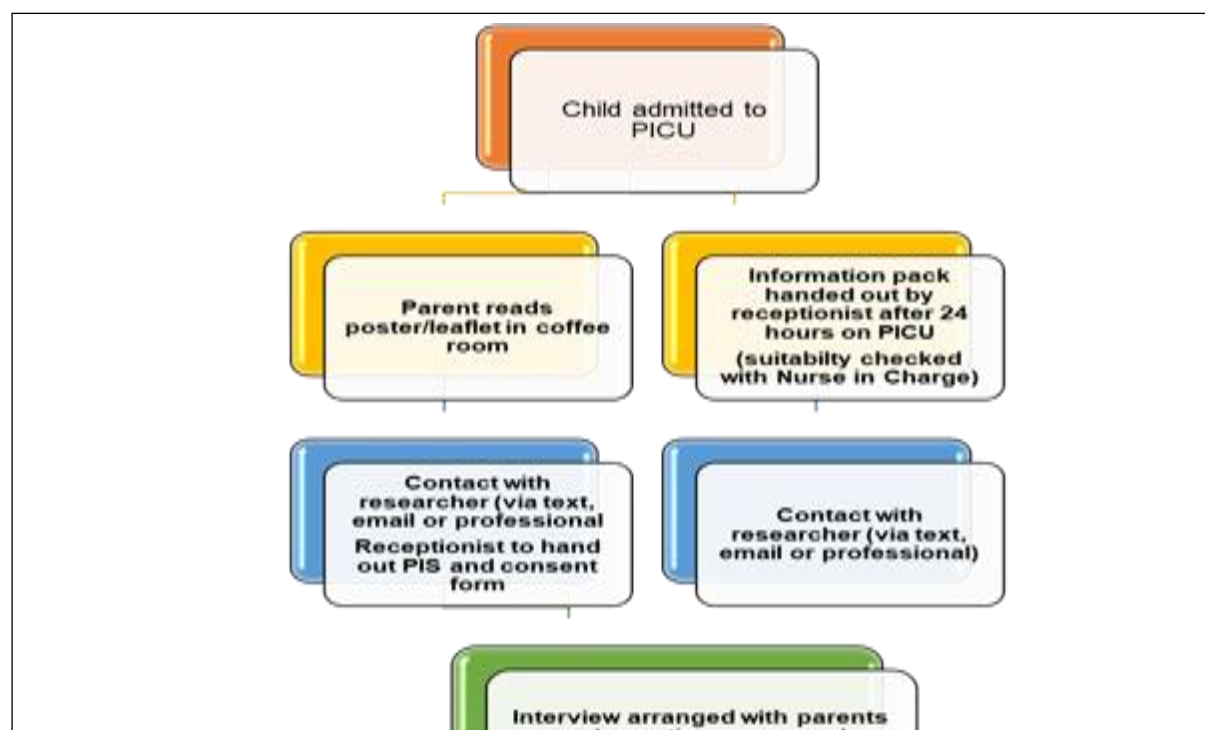 Child admitted to
PICU
Parent reads
poster/leaflet in coffee
room
Information pack
handed out by
receptionist after 24
hours on PICU
(suitabilty checked
with Nurse in Charge)
Contact with
researcher (via text,
email or professional
Receptionist to hand
out PIS and consent
form
Contact with
researcher (via text,
email or professional)
Interview arranged with parents